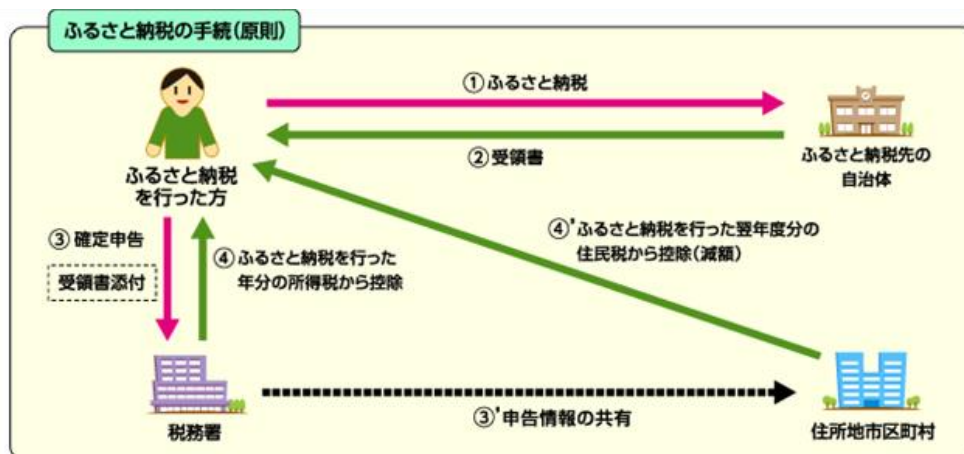 ふるさと納税の手続(原則)
①ふるさと納税
②受領書
ふるさと納税
を行った方
ふるさと納税先の
自治体
③確定申告
受領書添付
④ふるさと納税を行った
年分の所得税から控除
④'ふるさと納税を行った翌年度分の
住民税から控除(減額)
税務署
③'申告情報の共有
住所地市区町村